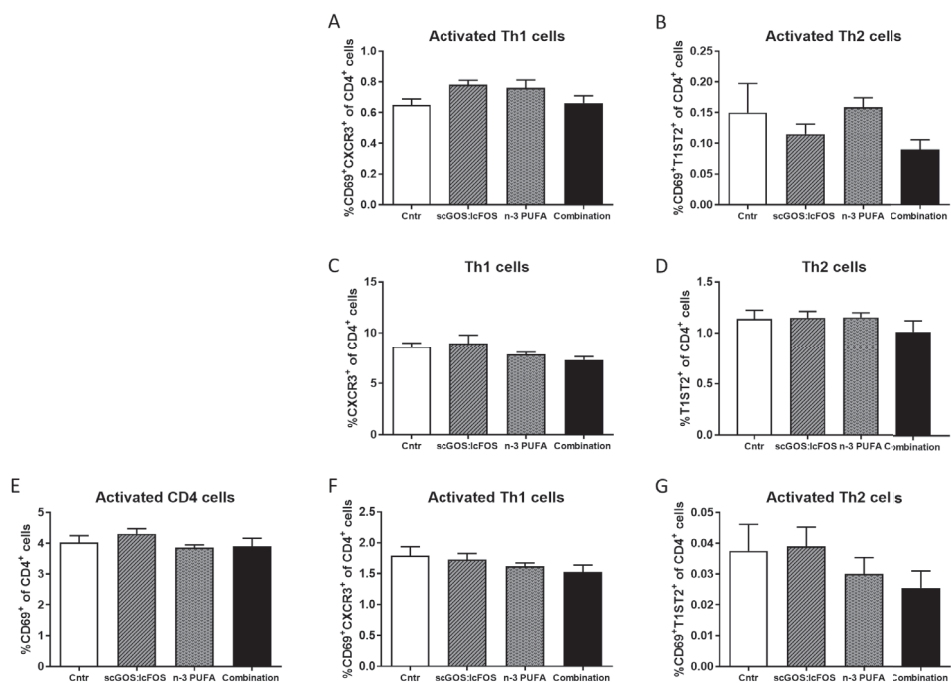 A
Activated Th1 cells
%CD69⁺CXCR3⁺ of CD4⁺ cells
1.0
0.8
0.6
0.4
0.2
0.0
Cntr scGOS:lcFOS n-3 PUFA Combination
B
Activated Th2 cells
%CD69⁺T1ST2⁺ of CD4⁺ cells
0.25
0.20
0.15
0.10
0.05
0.00
Cntr scGOS:lcFOS n-3 PUFA Combination
C
Th1 cells
%CXCR3⁺ of CD4⁺ cells
15
10
5
0
Cntr scGOS:lcFOS n-3 PUFA Combination
D
Th2 cells
%T1ST2⁺ of CD4⁺ cells
1.5
1.0
0.5
0.0
Cntr scGOS:lcFOS n-3 PUFA Combination
E
Activated CD4 cells
%CD69⁺ of CD4⁺ cells
5
4
3
2
1
0
Cntr scGOS:lcFOS n-3 PUFA Combination
F
Activated Th1 cells
%CD69⁺CXCR3⁺ of CD4⁺ cells
2.5
2.0
1.5
1.0
0.5
0.0
Cntr scGOS:lcFOS n-3 PUFA Combination
G
Activated Th2 cel s
%CD69⁺T1ST2⁺ of CD4⁺ cells
0.05
0.04
0.03
0.02
0.01
0.00
Cntr scGOS:lcFOS n-3 PUFA Combination